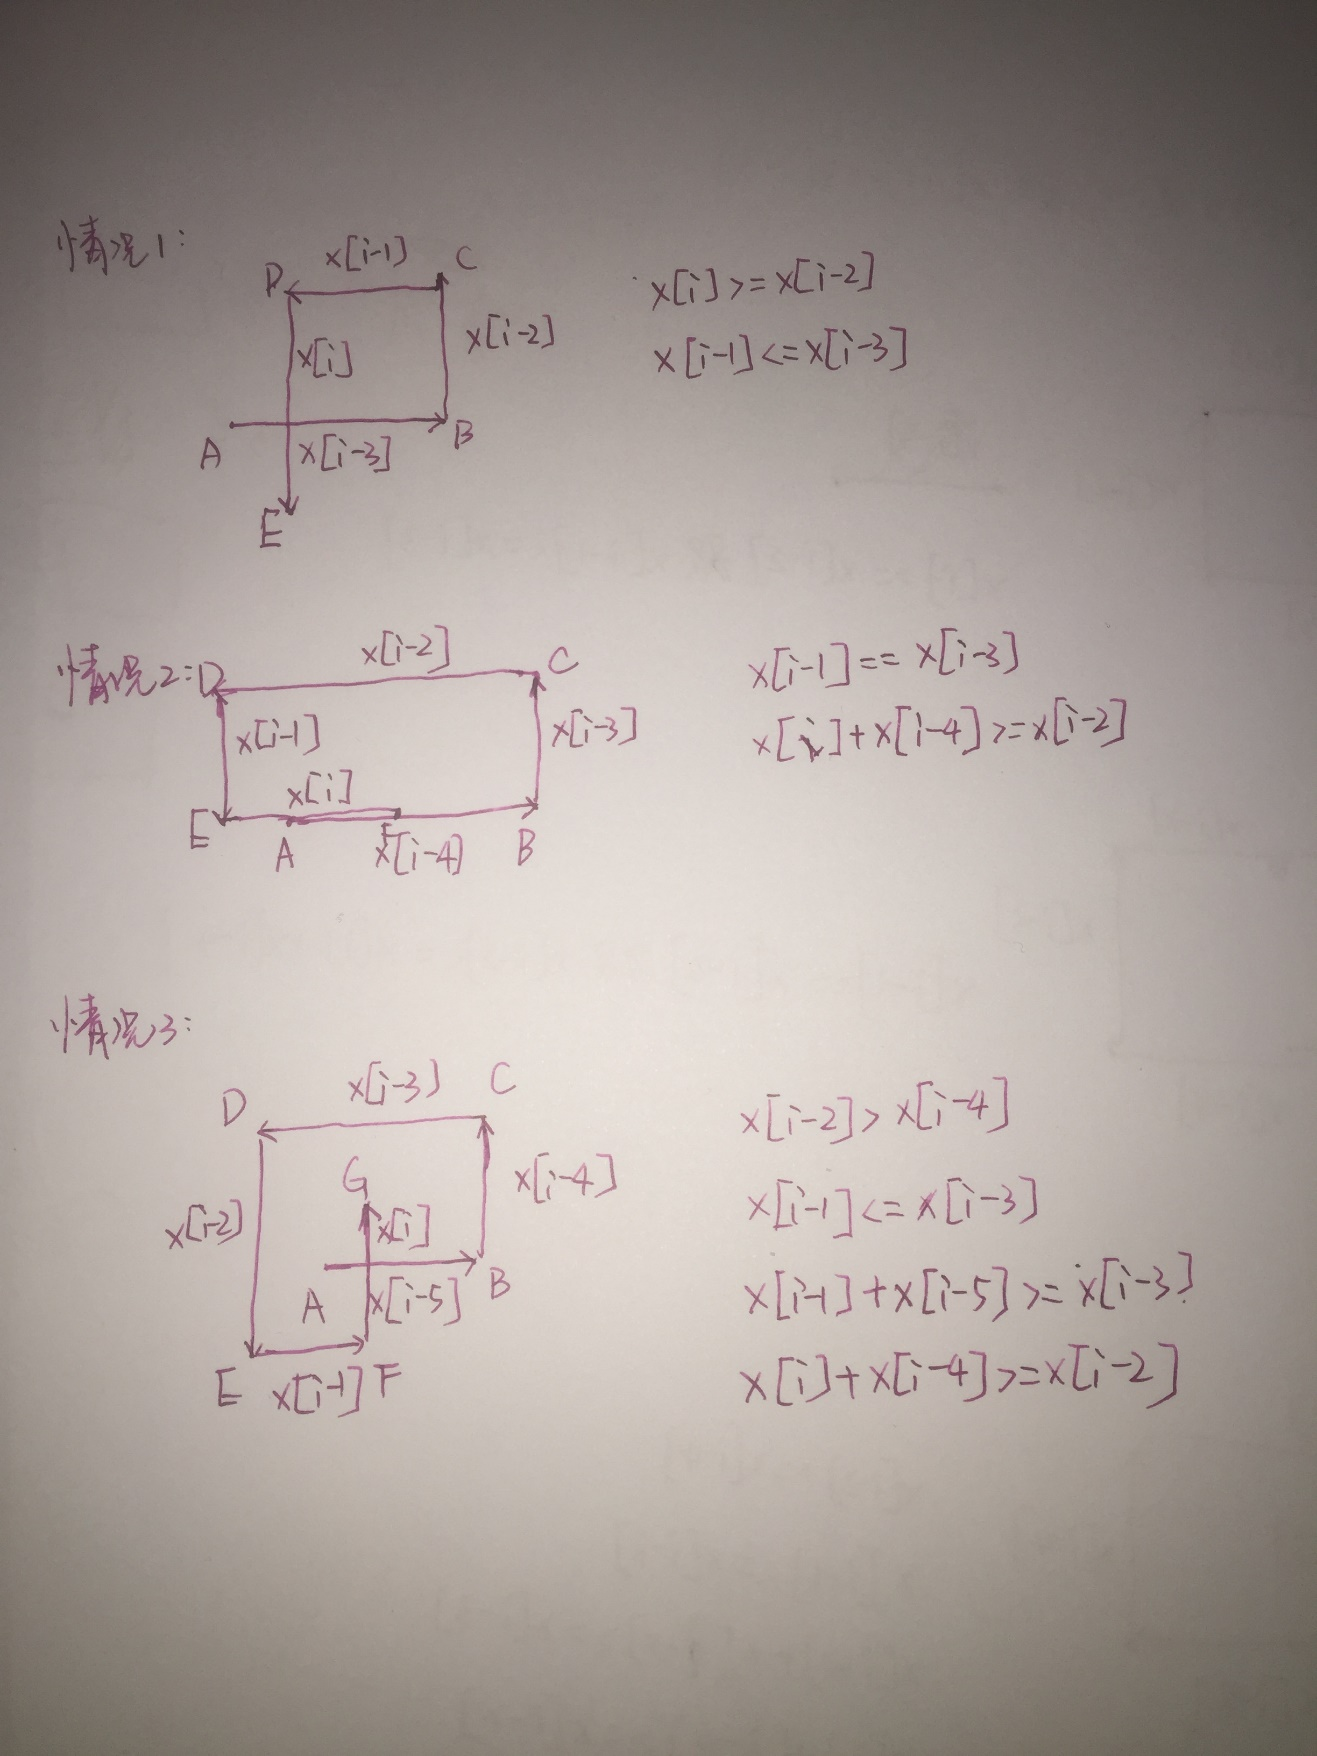 情况1:
x[i-1]
D
C
x[i]
x[i-2]
A
x[i-3]
B
E
x[i]>=x[i-2]
x[i-1]<=x[i-3]
情况2:
D
x[i-2]
C
x[i-1]
x[i-3]
x[i]
E
A
F
x[i-4]
B
x[i-1]==x[i-3]
x[i]+x[i-4]>=x[i-2]
情况3:
x[i-3]
C
D
G
x[i-4]
x[i-2]
x[i]
A
x[i-5]
B
E
x[i-1]
F
x[i-2]>x[i-4]
x[i-1]<=x[i-3]
x[i-1]+x[i-5]>=x[i-3]
x[i]+x[i-4]>=x[i-2]